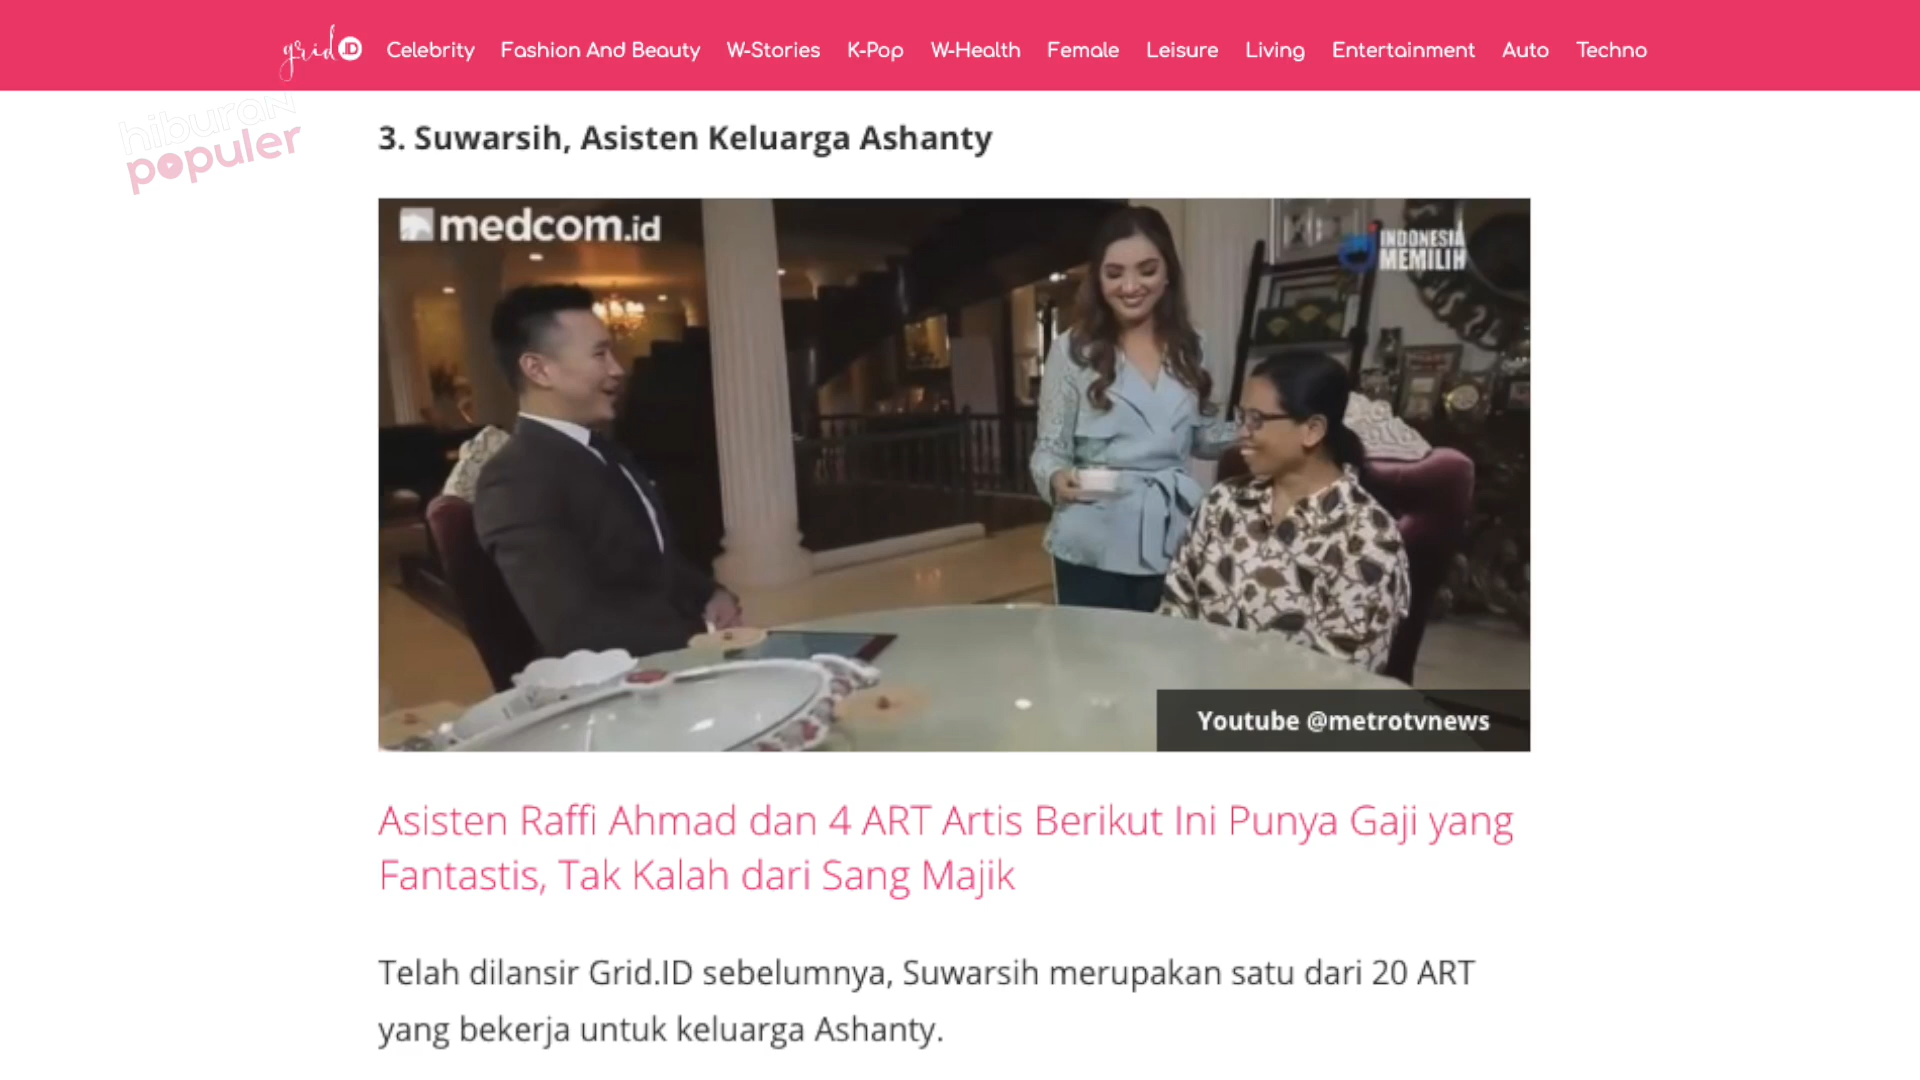 grid.ID Celebrity Fashion And Beauty W-Stories K-Pop W-Health Female Leisure Living Entertainment Auto Techno
hiburan
populer
3. Suwarsih, Asisten Keluarga Ashanty
medcom.id
INDONESIA
MEMILIH
Youtube @metrotvnews
Asisten Raffi Ahmad dan 4 ART Artis Berikut Ini Punya Gaji yang
Fantastis, Tak Kalah dari Sang Majik
Telah dilansir Grid.ID sebelumnya, Suwarsih merupakan satu dari 20 ART
yang bekerja untuk keluarga Ashanty.